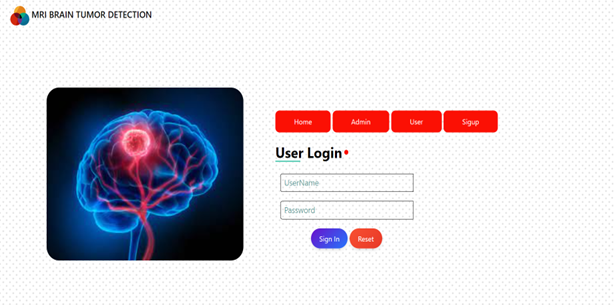 MRI BRAIN TUMOR DETECTION
Home Admin User Sigup
User Login
UserName
Password
Sign In Reset